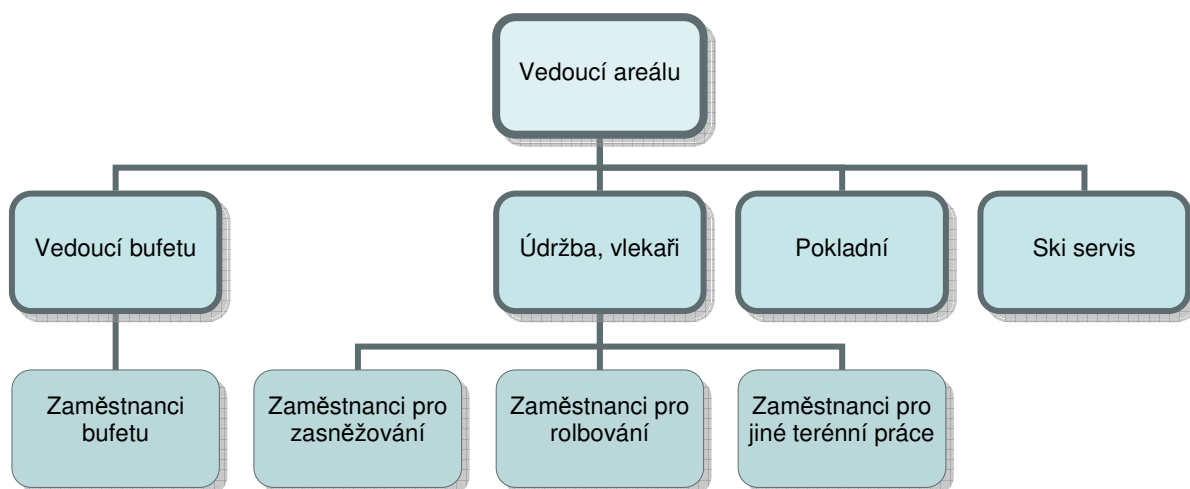 Vedoucí areálu
Vedoucí bufetu
Údržba, vlekaři
Pokladní
Ski servis
Zaměstnanci
bufetu
Zaměstnanci pro
zasněžování
Zaměstnanci pro
rolbování
Zaměstnanci pro
jiné terénní práce